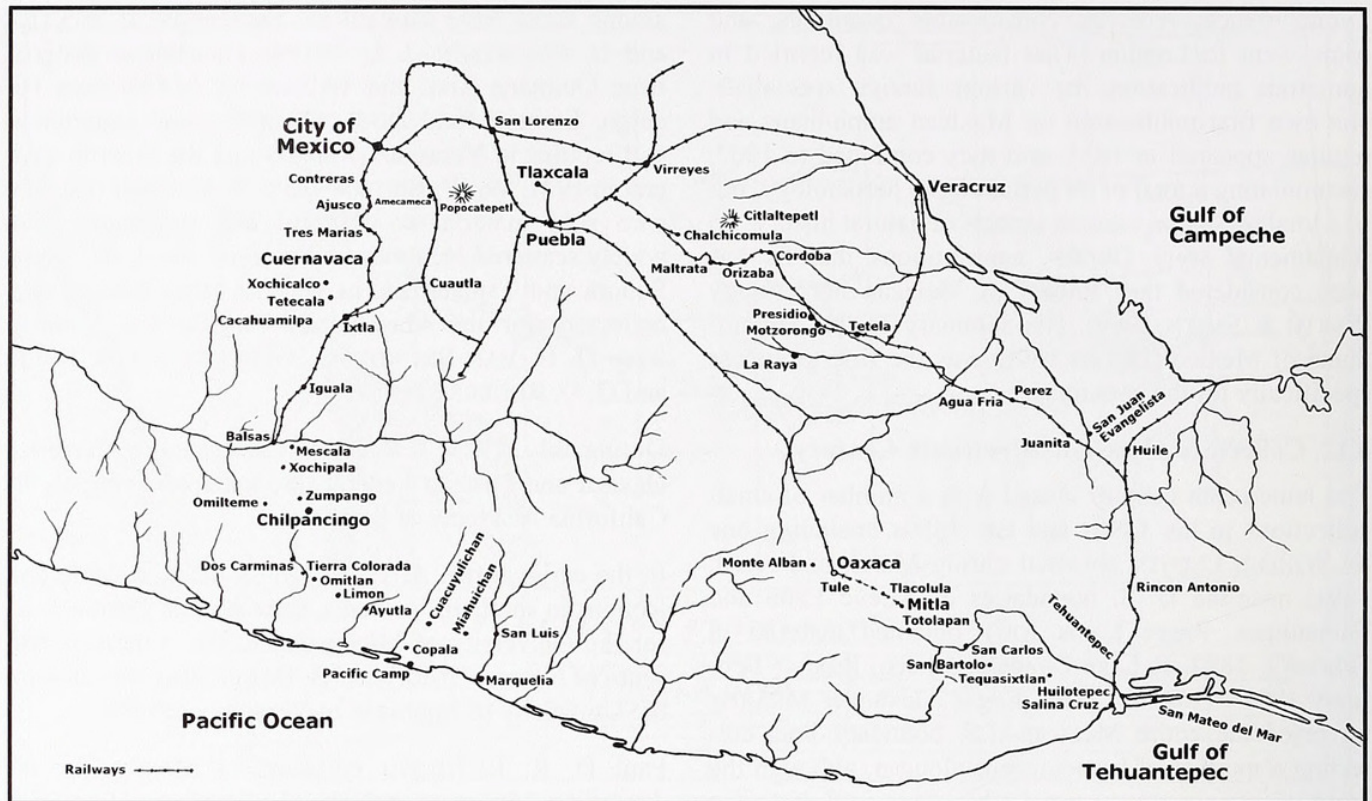 City of
Mexico
San Lorenzo
Tlaxcala
Virreyes
Veracruz
Contreras
Ajusco
Amecameca
Popocatepetl
Citlaltepetl
Gulf of
Campeche
Tres Marias
Puebla
Chalchicomula
Cuernavaca
Maltrata
Orizaba
Cordoba
Xochicalco
Tetecala
Cuautla
Cacahuamilpa
Ixtla
Presidio
Motzorongo
Tetela
La Raya
Iguala
Agua Fria
Perez
San Juan
Evangelista
Balsas
Mescala
Juanita
Huile
Xochipala
Omilteme
Zumpango
Chilpancingo
Dos Carminas
Tierra Colorada
Omitlan
Limon
Ayutla
Cuacuyulichan
Miahuichan
San Luis
Monte Alban
Oaxaca
Tule
Tlacolula
Mitla
Totolapan
Rincon Antonio
Tehuantepec
Copala
Pacific Camp
Marquelia
San Carlos
San Bartolo
Tequasixtlan
Huilotepec
Salina Cruz
San Mateo del Mar
Pacific Ocean
Gulf of
Tehuantepec
Railways